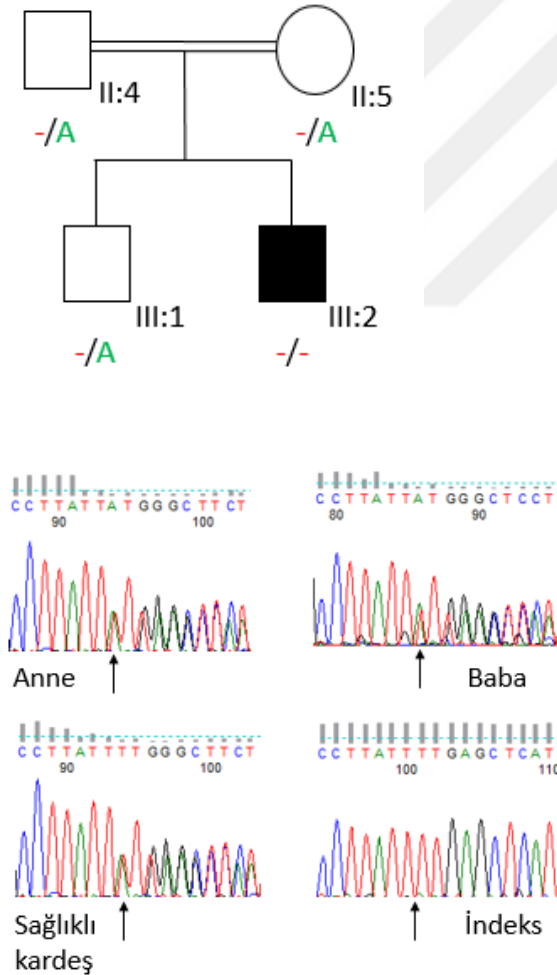 II:4
II:5
-/A
-/A
III:1
III:2
-/A
-/-
CCTTATTATGGGCTTCT
90
100
CCTTATTATGGGCTCCT
80
90
Anne
Baba
CCTTATTTTGGGCTTCT
90
100
CCTTATTTTGAGCTCAT
100
110
Sağlıklı
kardeş
İndeks